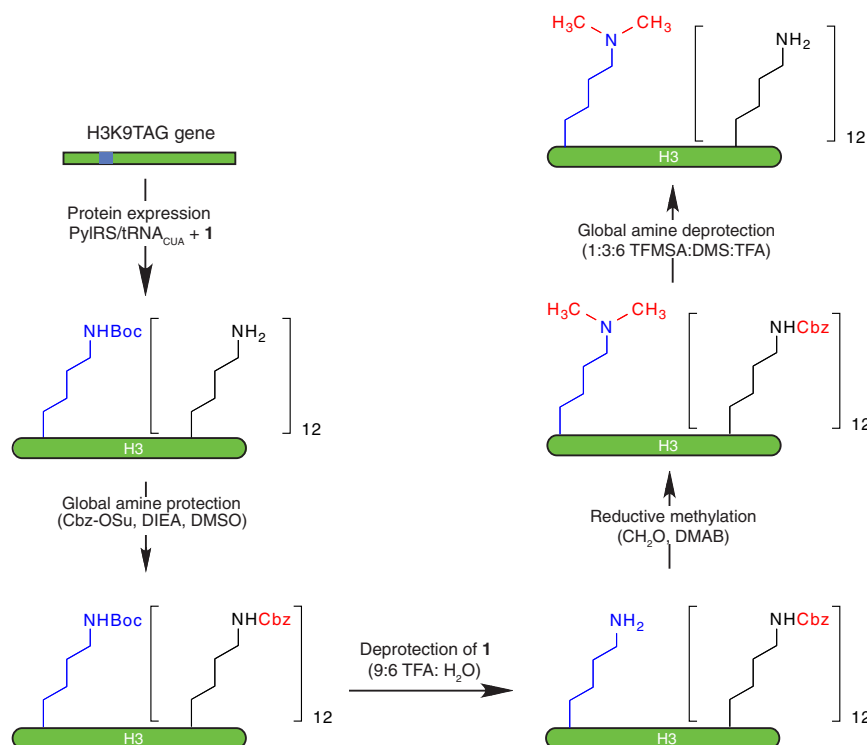 H3K9TAG gene
Protein expression
PylRS/tRNA_CUA + 1
NHBoc
NH₂
12
H3
Global amine protection
(Cbz-OSu, DIEA, DMSO)
NHBoc
NHCbz
12
H3
Deprotection of 1
(9:6 TFA: H₂O)
NH₂
NHCbz
12
H3
Reductive methylation
(CH₂O, DMAB)
H₃C CH₃
N
NHCbz
12
H3
Global amine deprotection
(1:3:6 TFMSA:DMS:TFA)
H₃C CH₃
N
NH₂
12
H3